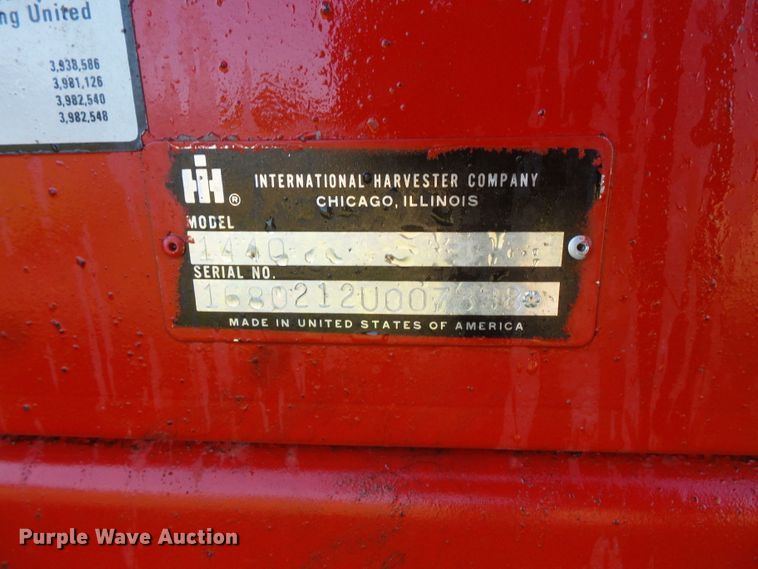 ng United
3,938,586
3,981,126
3,982,540
3,982,548
IH ®
INTERNATIONAL HARVESTER COMPANY
CHICAGO, ILLINOIS
MODEL
1440
SERIAL NO.
MADE IN UNITED STATES OF AMERICA
Purple Wave Auction